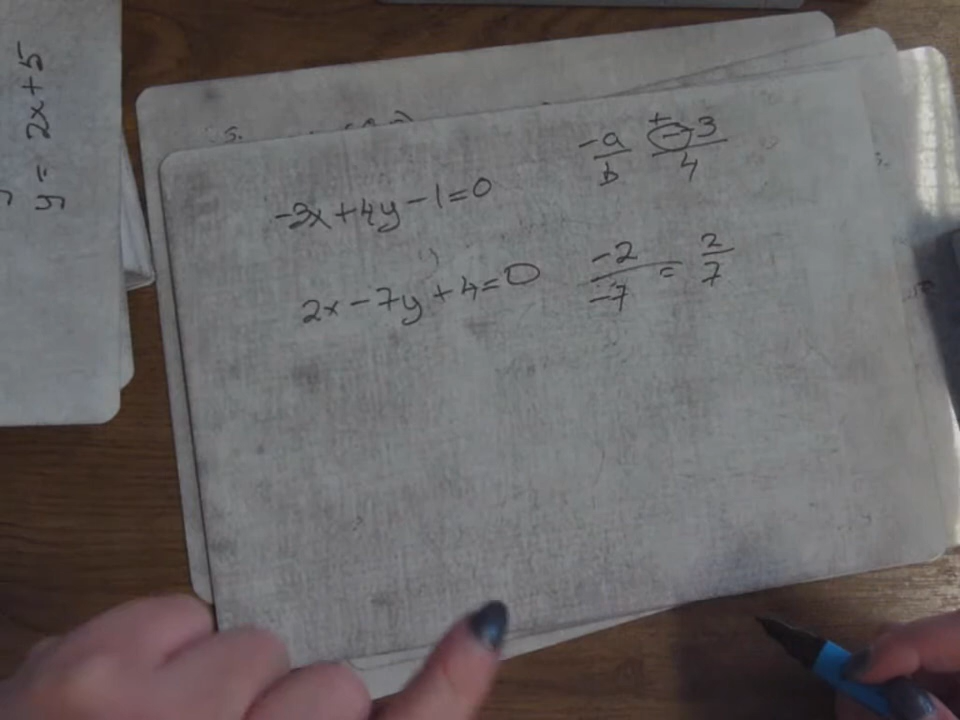 y = 2x+5
-3x+4y-1=0
-a/b +--3/4
2x-7y+4=0
-2/-7 = 2/7